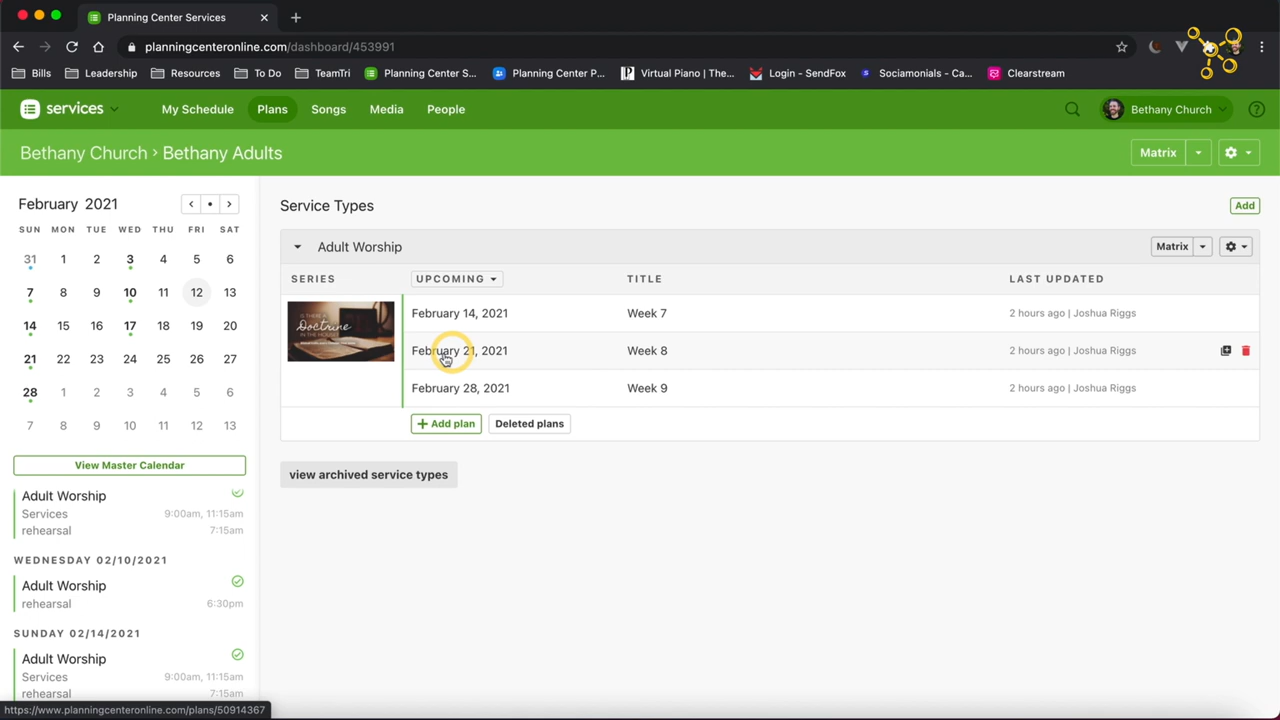 Planning Center Services
planningcenteronline.com/dashboard/453991
Bills Leadership Resources To Do TeamTri Planning Center S... Planning Center P... Virtual Piano | The... Login - SendFox Sociamonials - Ca... Clearstream
services My Schedule Plans Songs Media People Bethany Church
Bethany Church › Bethany Adults Matrix
February 2021
SUN MON TUE WED THU FRI SAT
31 1 2 3 4 5 6
7 8 9 10 11 12 13
14 15 16 17 18 19 20
21 22 23 24 25 26 27
28 1 2 3 4 5 6
7 8 9 10 11 12 13
View Master Calendar
Adult Worship
Services 9:00am, 11:15am
rehearsal 7:15am
WEDNESDAY 02/10/2021
Adult Worship
rehearsal 6:30pm
SUNDAY 02/14/2021
Adult Worship
Services 9:00am, 11:15am
rehearsal 7:15am
https://www.planningcenteronline.com/plans/50914367
Service Types Add
Adult Worship Matrix
SERIES UPCOMING TITLE LAST UPDATED
IS THERE A
Doctrine
IN THE HOUSE?
February 14, 2021 Week 7 2 hours ago | Joshua Riggs
February 21, 2021 Week 8 2 hours ago | Joshua Riggs
February 28, 2021 Week 9 2 hours ago | Joshua Riggs
+ Add plan Deleted plans
view archived service types